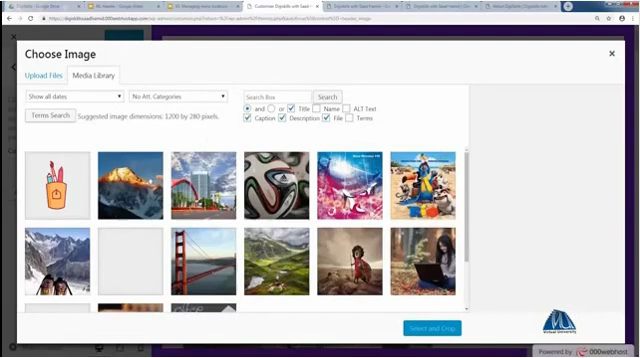 Choose Image
Upload Files
Media Library
Show all dates
No Att. Categories
Search Box
Search
and or Title Name ALT Text
Caption Description File Terms
Terms Search
Suggested image dimensions: 1200 by 280 pixels.
Select and Crop
Virtual University
Powered by 000webhost